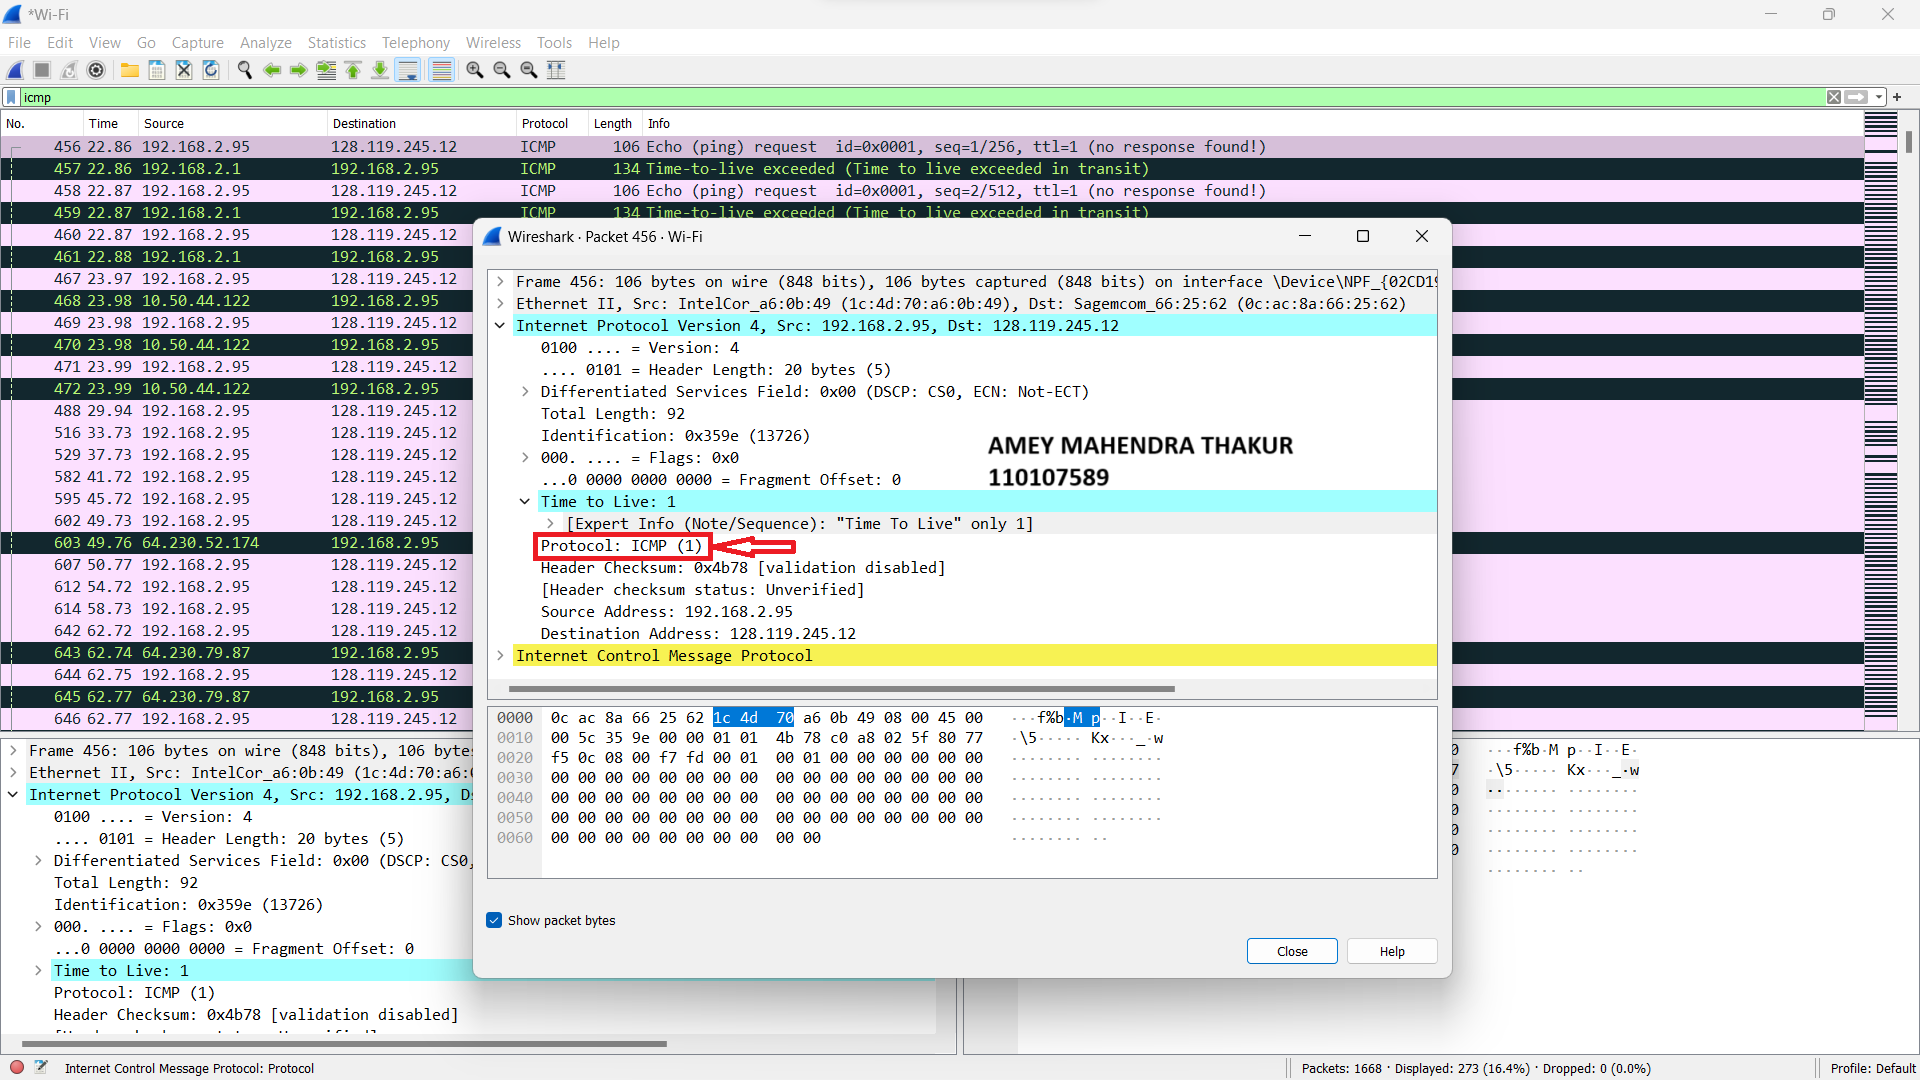 *Wi-Fi
File Edit View Go Capture Analyze Statistics Telephony Wireless Tools Help
icmp
No. Time Source Destination Protocol Length Info
456 22.86 192.168.2.95 128.119.245.12 ICMP 106 Echo (ping) request id=0x0001, seq=1/256, ttl=1 (no response found!)
457 22.86 192.168.2.1 192.168.2.95 ICMP 134 Time-to-live exceeded (Time to live exceeded in transit)
458 22.87 192.168.2.95 128.119.245.12 ICMP 106 Echo (ping) request id=0x0001, seq=2/512, ttl=1 (no response found!)
459 22.87 192.168.2.1 192.168.2.95 ICMP 134 Time-to-live exceeded (Time to live exceeded in transit)
460 22.87 192.168.2.95 128.119.245.12
461 22.88 192.168.2.1 192.168.2.95
467 23.97 192.168.2.95 128.119.245.12
468 23.98 10.50.44.122 192.168.2.95
469 23.98 192.168.2.95 128.119.245.12
470 23.98 10.50.44.122 192.168.2.95
471 23.99 192.168.2.95 128.119.245.12
472 23.99 10.50.44.122 192.168.2.95
488 29.94 192.168.2.95 128.119.245.12
516 33.73 192.168.2.95 128.119.245.12
529 37.73 192.168.2.95 128.119.245.12
582 41.72 192.168.2.95 128.119.245.12
595 45.72 192.168.2.95 128.119.245.12
602 49.73 192.168.2.95 128.119.245.12
603 49.76 64.230.52.174 192.168.2.95
607 50.77 192.168.2.95 128.119.245.12
612 54.72 192.168.2.95 128.119.245.12
614 58.73 192.168.2.95 128.119.245.12
642 62.72 192.168.2.95 128.119.245.12
643 62.74 64.230.79.87 192.168.2.95
644 62.75 192.168.2.95 128.119.245.12
645 62.77 64.230.79.87 192.168.2.95
646 62.77 192.168.2.95 128.119.245.12
Wireshark · Packet 456 · Wi-Fi
Frame 456: 106 bytes on wire (848 bits), 106 bytes captured (848 bits) on interface \Device\NPF_{02CD19
Ethernet II, Src: IntelCor_a6:0b:49 (1c:4d:70:a6:0b:49), Dst: Sagemcom_66:25:62 (0c:ac:8a:66:25:62)
Internet Protocol Version 4, Src: 192.168.2.95, Dst: 128.119.245.12
0100 .... = Version: 4
.... 0101 = Header Length: 20 bytes (5)
Differentiated Services Field: 0x00 (DSCP: CS0, ECN: Not-ECT)
Total Length: 92
Identification: 0x359e (13726)
000. .... = Flags: 0x0
...0 0000 0000 0000 = Fragment Offset: 0
AMEY MAHENDRA THAKUR
110107589
Time to Live: 1
[Expert Info (Note/Sequence): "Time To Live" only 1]
Protocol: ICMP (1)
Header Checksum: 0x4b78 [validation disabled]
[Header checksum status: Unverified]
Source Address: 192.168.2.95
Destination Address: 128.119.245.12
Internet Control Message Protocol
0000 0c ac 8a 66 25 62 1c 4d 70 a6 0b 49 08 00 45 00 ···f%b·M p··I··E·
0010 00 5c 35 9e 00 00 01 01 4b 78 c0 a8 02 5f 80 77 ·\5····· Kx···_·w
0020 f5 0c 08 00 f7 fd 00 01 00 01 00 00 00 00 00 00 ········ ········
0030 00 00 00 00 00 00 00 00 00 00 00 00 00 00 00 00 ········ ········
0040 00 00 00 00 00 00 00 00 00 00 00 00 00 00 00 00 ········ ········
0050 00 00 00 00 00 00 00 00 00 00 00 00 00 00 00 00 ········ ········
0060 00 00 00 00 00 00 00 00 00 00 ········ ··
Show packet bytes
Close Help
Frame 456: 106 bytes on wire (848 bits), 106 byte
Ethernet II, Src: IntelCor_a6:0b:49 (1c:4d:70:a6:
Internet Protocol Version 4, Src: 192.168.2.95, D
0100 .... = Version: 4
.... 0101 = Header Length: 20 bytes (5)
Differentiated Services Field: 0x00 (DSCP: CS0,
Total Length: 92
Identification: 0x359e (13726)
000. .... = Flags: 0x0
...0 0000 0000 0000 = Fragment Offset: 0
Time to Live: 1
Protocol: ICMP (1)
Header Checksum: 0x4b78 [validation disabled]
0 ···f%b·M p··I··E·
7 ·\5····· Kx···_·w
0 ········ ········
0 ········ ········
0 ········ ········
0 ········ ········
········ ··
Internet Control Message Protocol: Protocol
Packets: 1668 · Displayed: 273 (16.4%) · Dropped: 0 (0.0%)
Profile: Default